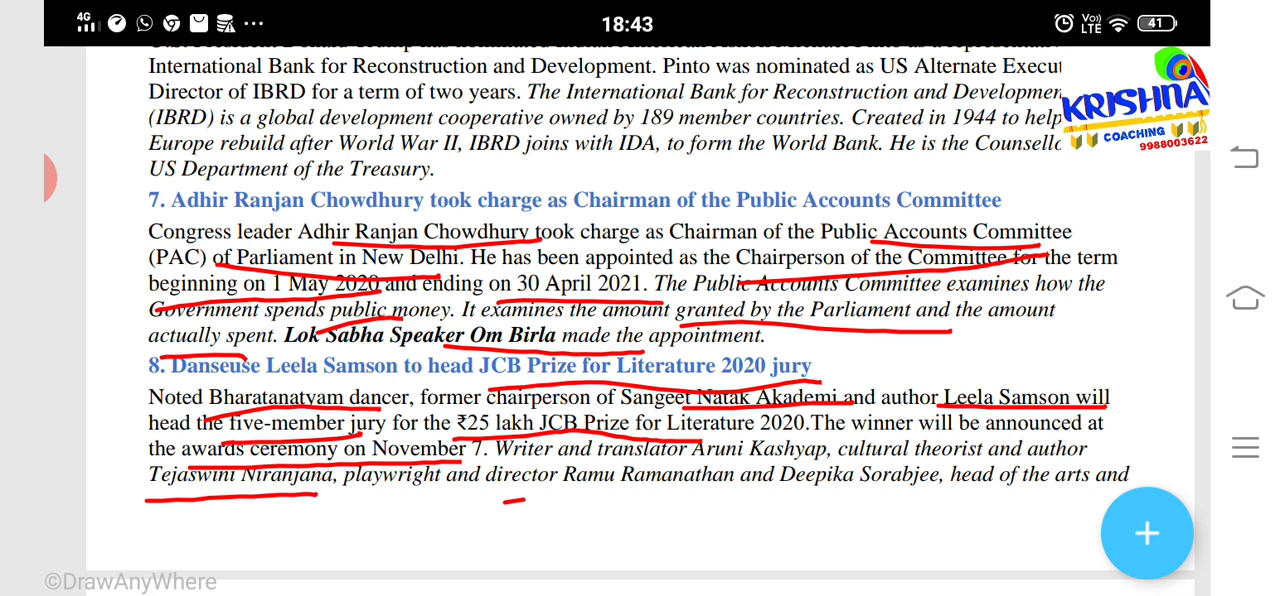 4G
18:43
Vo)) LTE
41
International Bank for Reconstruction and Development. Pinto was nominated as US Alternate Execut
Director of IBRD for a term of two years. The International Bank for Reconstruction and Developmen
(IBRD) is a global development cooperative owned by 189 member countries. Created in 1944 to help
Europe rebuild after World War II, IBRD joins with IDA, to form the World Bank. He is the Counsello
US Department of the Treasury.
KRISHNA
COACHING
9988003622
7. Adhir Ranjan Chowdhury took charge as Chairman of the Public Accounts Committee
Congress leader Adhir Ranjan Chowdhury took charge as Chairman of the Public Accounts Committee
(PAC) of Parliament in New Delhi. He has been appointed as the Chairperson of the Committee for the term
beginning on 1 May 2020 and ending on 30 April 2021. The Public Accounts Committee examines how the
Government spends public money. It examines the amount granted by the Parliament and the amount
actually spent. Lok Sabha Speaker Om Birla made the appointment.
8. Danseuse Leela Samson to head JCB Prize for Literature 2020 jury
Noted Bharatanatyam dancer, former chairperson of Sangeet Natak Akademi and author Leela Samson will
head the five-member jury for the ₹25 lakh JCB Prize for Literature 2020.The winner will be announced at
the awards ceremony on November 7. Writer and translator Aruni Kashyap, cultural theorist and author
Tejaswini Niranjana, playwright and director Ramu Ramanathan and Deepika Sorabjee, head of the arts and
©DrawAnyWhere